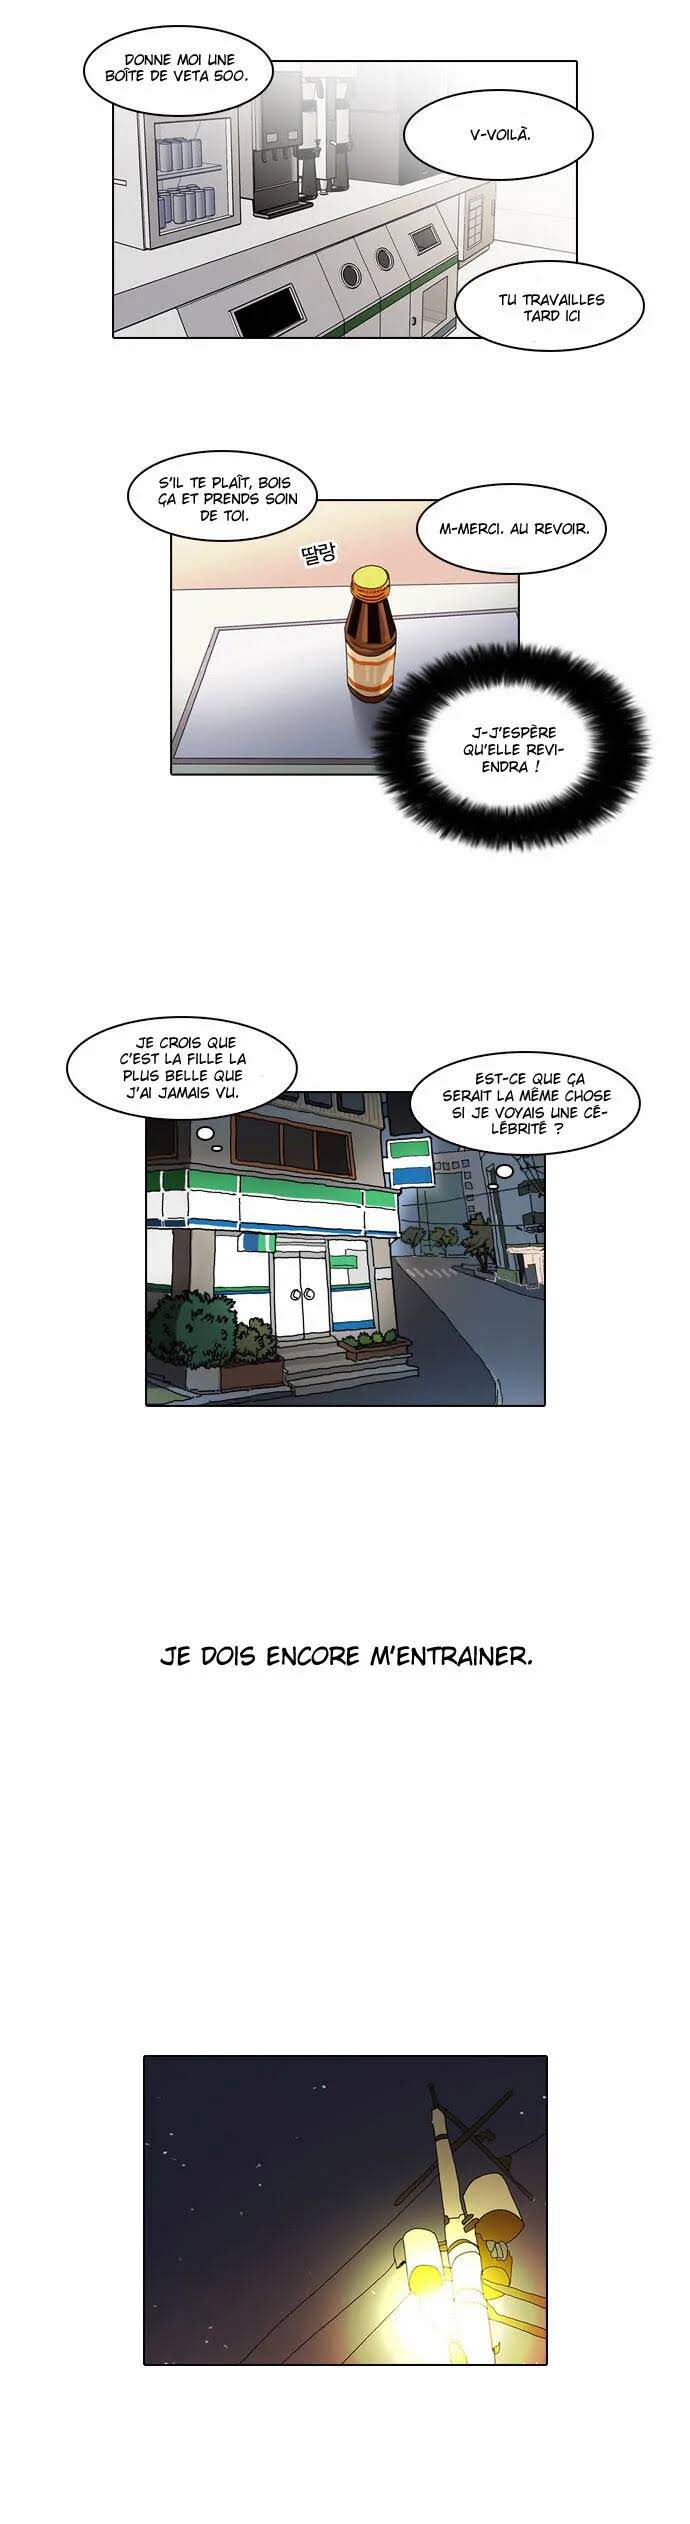 DONNE MOI UNE
BOÎTE DE VETA 500.
V-VOILÀ.
TU TRAVAILLES
TARD ICI
S'IL TE PLAÎT, BOIS
ÇA ET PRENDS SOIN
DE TOI.
딸랑
M-MERCI. AU REVOIR.
J-J'ESPÈRE
QU'ELLE REVI-
ENDRA !
JE CROIS QUE
C'EST LA FILLE LA
PLUS BELLE QUE
J'AI JAMAIS VU.
EST-CE QUE ÇA
SERAIT LA MÊME CHOSE
SI JE VOYAIS UNE CÉ-
LÉBRITÉ ?
JE DOIS ENCORE M'ENTRAINER.